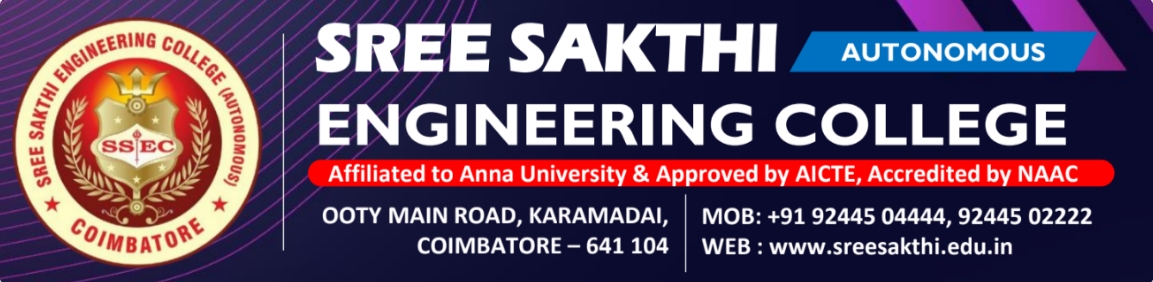 SREE SAKTHI ENGINEERING COLLEGE (AUTONOMOUS)
SSEC
COIMBATORE
SREE SAKTHI AUTONOMOUS
ENGINEERING COLLEGE
Affiliated to Anna University & Approved by AICTE, Accredited by NAAC
OOTY MAIN ROAD, KARAMADAI,
COIMBATORE – 641 104
MOB: +91 92445 04444, 92445 02222
WEB : www.sreesakthi.edu.in